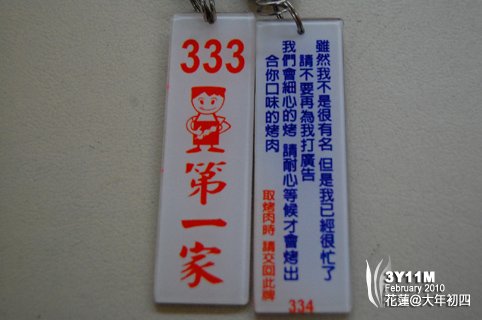 333
第一家
雖然我不是很有名 但是我已經很忙了
請不要再為我打廣告
我們會細心的烤 請耐心等候才會烤出
合你口味的烤肉
取烤肉時 請交回此牌
334
3Y11M
February 2010
花蓮@大年初四